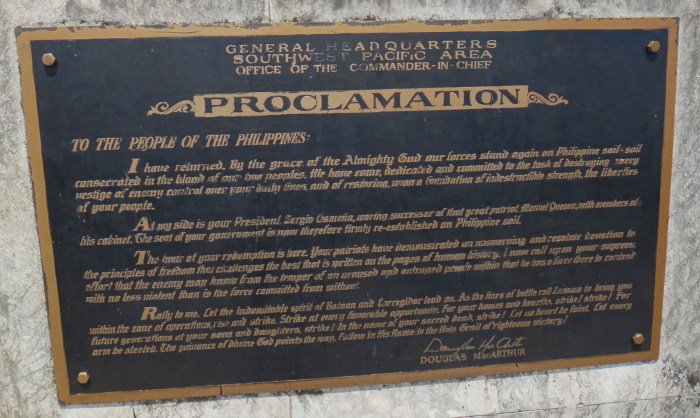 GENERAL HEADQUARTERS
SOUTHWEST PACIFIC AREA
OFFICE OF THE COMMANDER-IN-CHIEF
PROCLAMATION
TO THE PEOPLE OF THE PHILIPPINES:
I have returned. By the grace of the Almighty God our forces stand again on Philippine soil-soil
consecrated in the blood of our two peoples. We have come, dedicated and committed to the task of destroying every
vestige of enemy control over your daily lives, and of restoring, upon a foundation of indestructible strength, the liberties
of your people.
At my side is your President, Sergio Osmeña, worthy successor of that great patriot, Manuel Quezon, with members of
his cabinet. The seat of your government is now therefore firmly re-established on Philippine soil.
The hour of your redemption is here. Your patriots have demonstrated an unswerving and resolute devotion to
the principles of freedom that challenges the best that is written on the pages of human history. I now call upon your supreme
effort that the enemy may know from the temper of an aroused and outraged people within that he has a force there to contend
with no less violent than is the force committed from without.
Rally to me. Let the indomitable spirit of Bataan and Corregidor lead on. As the lines of battle roll forward to bring you
within the zone of operations, rise and strike. Strike at every favorable opportunity. For your homes and hearths, strike! strike! For
future generations of your sons and daughters, strike! In the name of your sacred dead, strike! Let no heart be faint. Let every
arm be steeled. The guidance of divine God points the way. Follow in His Name to the Holy Grail of righteous victory!
Douglas MacArthur
DOUGLAS MacARTHUR